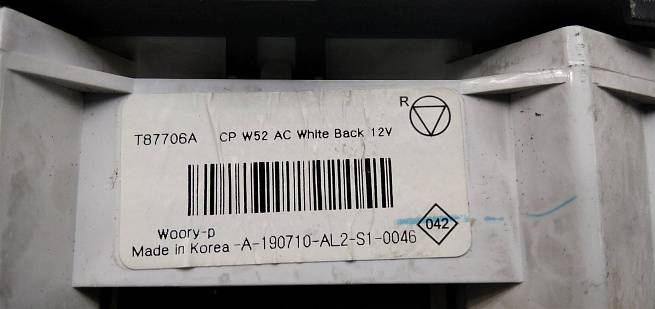 R
T87706A CP W52 AC White Back 12V
Woory-p
042
Made in Korea -A-190710-AL2-S1-0046